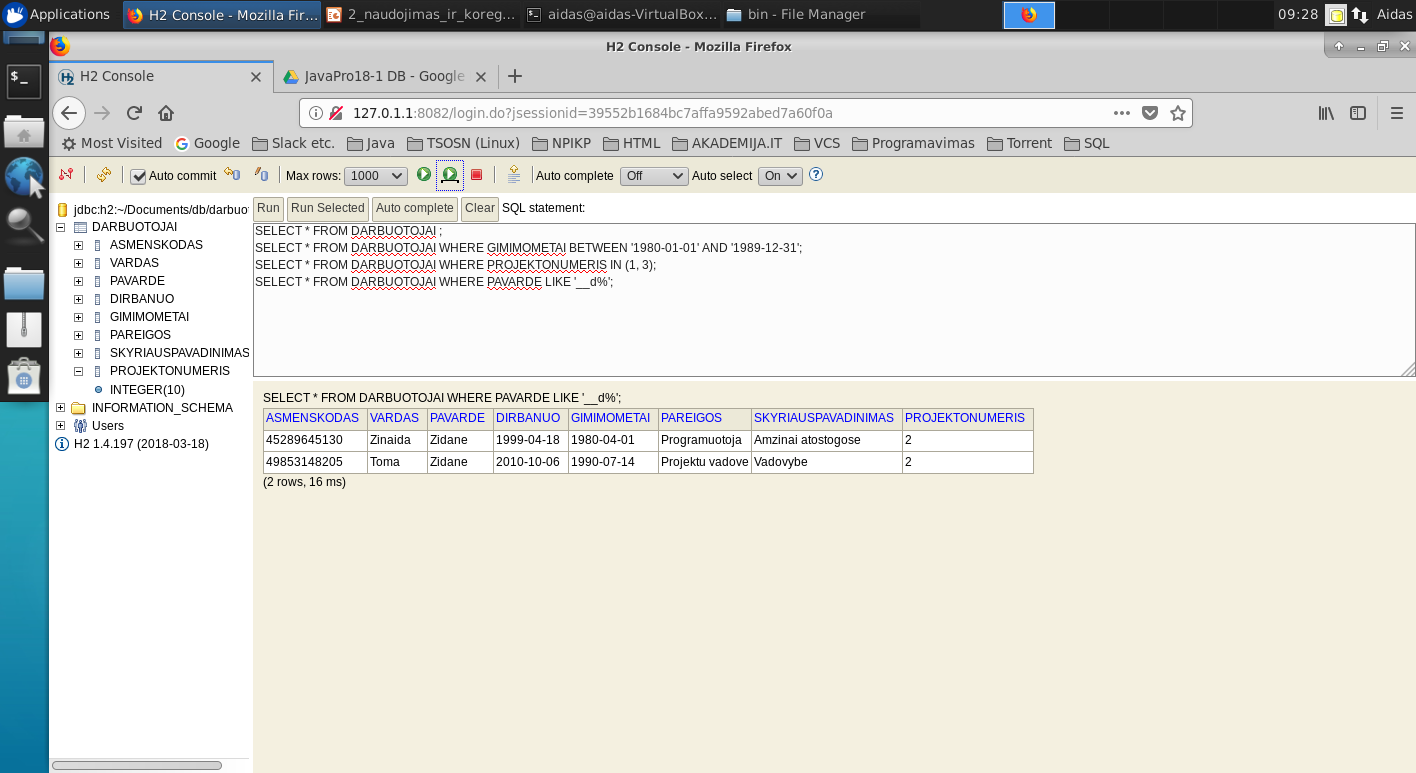 Applications H2 Console - Mozilla Fir... 2_naudojimas_ir_koreg... aidas@aidas-VirtualBox... bin - File Manager 09:28 Aidas
H2 Console - Mozilla Firefox
H2 Console JavaPro18-1 DB - Google
127.0.1.1:8082/login.do?jsessionid=39552b1684bc7affa9592abed7a60f0a
Most Visited Google Slack etc. Java TSOSN (Linux) NPIKP HTML AKADEMIJA.IT VCS Programavimas Torrent SQL
Auto commit Max rows: 1000 Auto complete Off Auto select On
jdbc:h2:~/Documents/db/darbuot
DARBUOTOJAI
ASMENSKODAS
VARDAS
PAVARDE
DIRBANUO
GIMIMOMETAI
PAREIGOS
SKYRIAUSPAVADINIMAS
PROJEKTONUMERIS
INTEGER(10)
INFORMATION_SCHEMA
Users
H2 1.4.197 (2018-03-18)
Run Run Selected Auto complete Clear SQL statement:
SELECT * FROM DARBUOTOJAI ;
SELECT * FROM DARBUOTOJAI WHERE GIMIMOMETAI BETWEEN '1980-01-01' AND '1989-12-31';
SELECT * FROM DARBUOTOJAI WHERE PROJEKTONUMERIS IN (1, 3);
SELECT * FROM DARBUOTOJAI WHERE PAVARDE LIKE '__d%';
SELECT * FROM DARBUOTOJAI WHERE PAVARDE LIKE '__d%';
ASMENSKODAS VARDAS PAVARDE DIRBANUO GIMIMOMETAI PAREIGOS SKYRIAUSPAVADINIMAS PROJEKTONUMERIS
45289645130 Zinaida Zidane 1999-04-18 1980-04-01 Programuotoja Amzinai atostogose 2
49853148205 Toma Zidane 2010-10-06 1990-07-14 Projektu vadove Vadovybe 2
(2 rows, 16 ms)